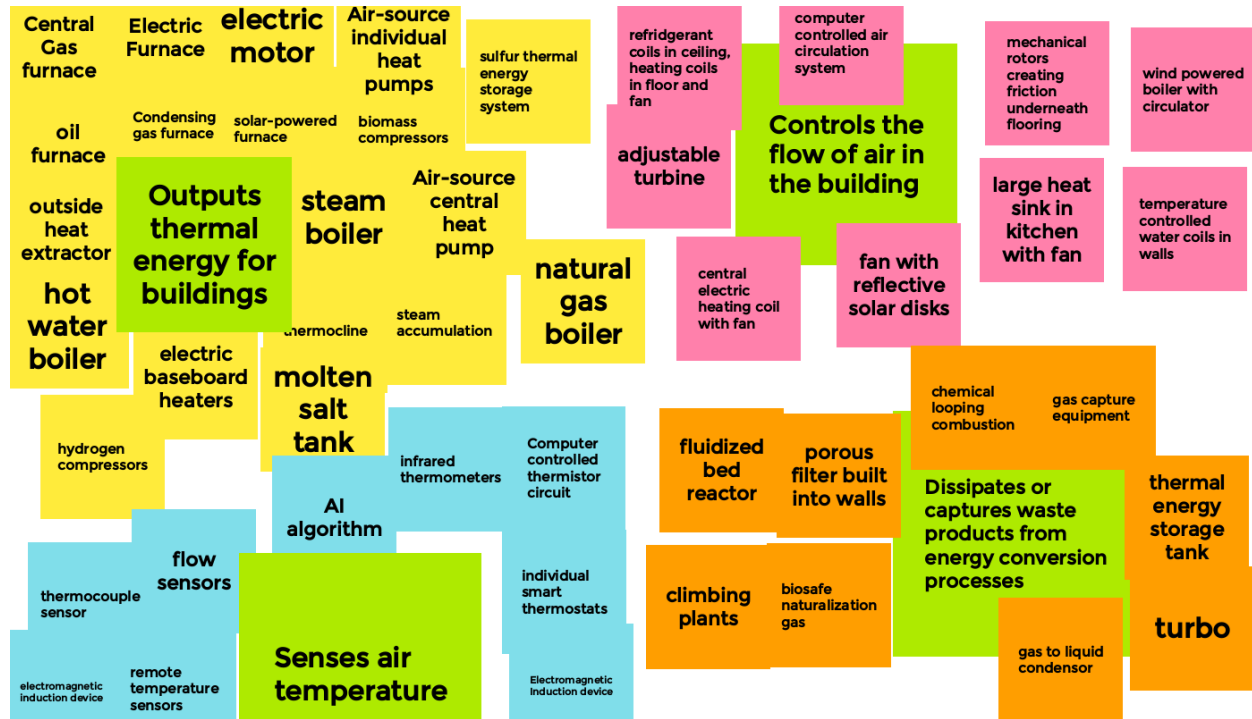 Central
Gas
furnace
Electric
Furnace
electric
motor
Air-source
individual
heat
pumps
sulfur thermal
energy
storage
system
oil
furnace
Condensing
gas furnace
solar-powered
furnace
biomass
compressors
outside
heat
extractor
Outputs
thermal
energy for
buildings
steam
boiler
Air-source
central
heat
pump
hot
water
boiler
thermocline
steam
accumulation
natural
gas
boiler
electric
baseboard
heaters
molten
salt
tank
hydrogen
compressors
refridgerant
coils in ceiling,
heating coils
in floor and
fan
computer
controlled air
circulation
system
mechanical
rotors
creating
friction
underneath
flooring
wind powered
boiler with
circulator
adjustable
turbine
Controls the
flow of air in
the building
large heat
sink in
kitchen
with fan
temperature
controlled
water coils in
walls
central
electric
heating coil
with fan
fan with
reflective
solar disks
infrared
thermometers
Computer
controlled
thermistor
circuit
AI
algorithm
flow
sensors
thermocouple
sensor
individual
smart
thermostats
Senses air
temperature
electromagnetic
induction device
remote
temperature
sensors
Electromagnetic
Induction device
chemical
looping
combustion
gas capture
equipment
fluidized
bed
reactor
porous
filter built
into walls
Dissipates or
captures waste
products from
energy conversion
processes
thermal
energy
storage
tank
climbing
plants
biosafe
naturalization
gas
gas to liquid
condensor
turbo